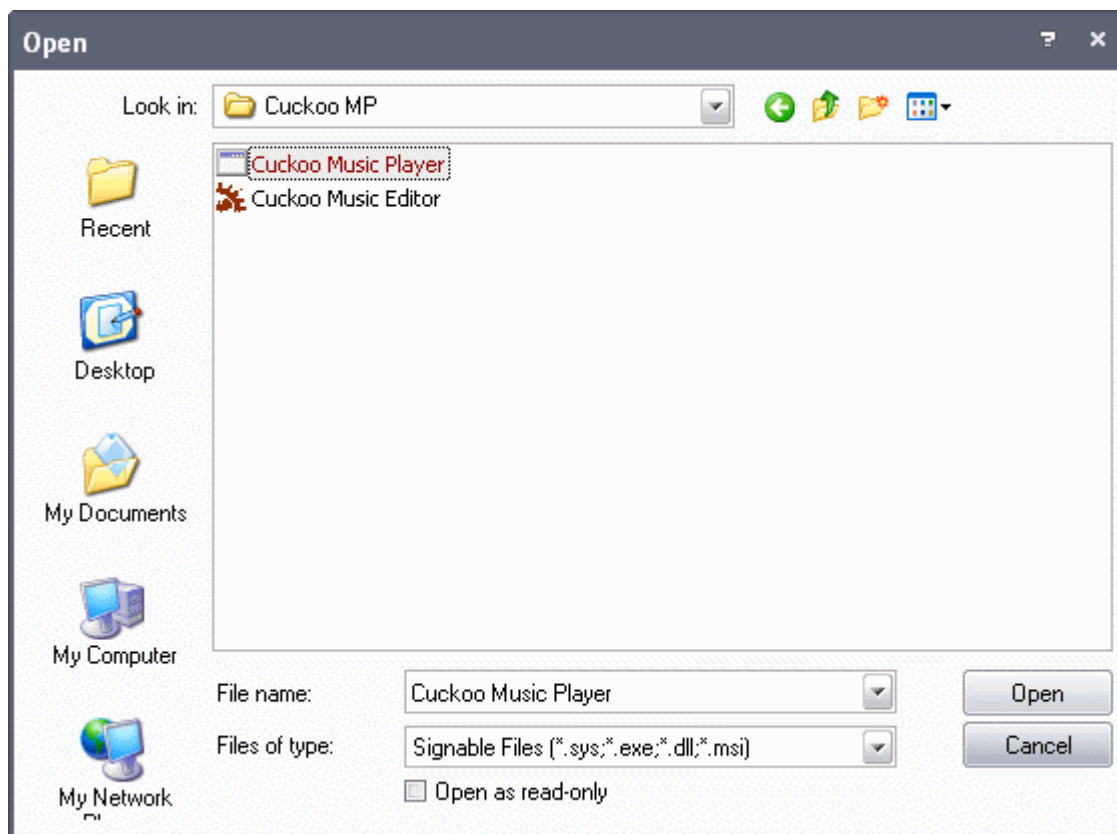 Open
Look in: Cuckoo MP
Cuckoo Music Player
Cuckoo Music Editor
Recent
Desktop
My Documents
My Computer
My Network
File name: Cuckoo Music Player Open
Files of type: Signable Files (*.sys;*.exe;*.dll;*.msi) Cancel
Open as read-only